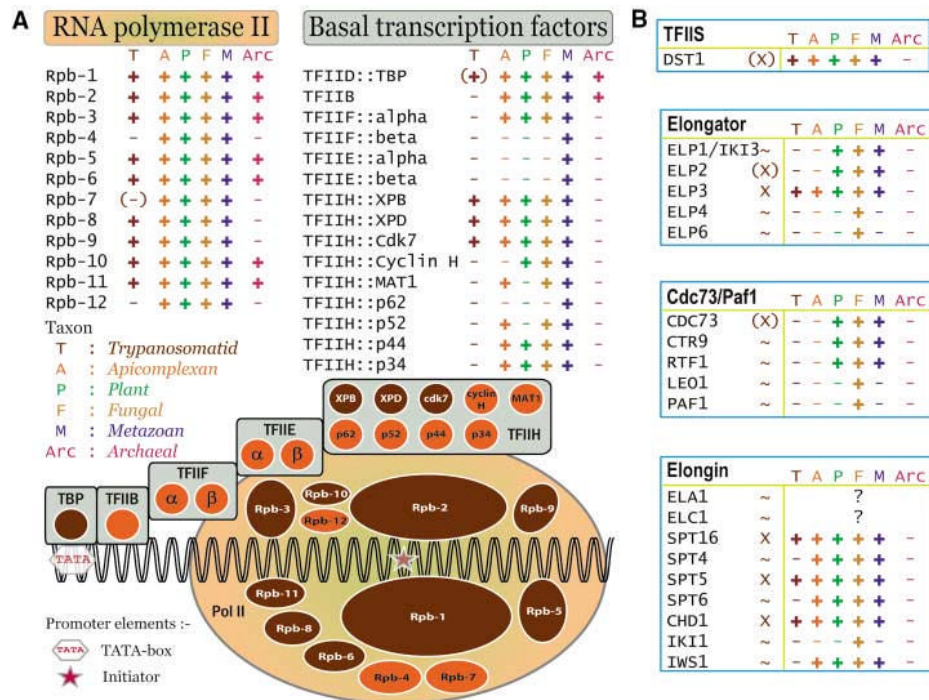 A
RNA polymerase II
T A P F M Arc
Rpb-1 + + + + + +
Rpb-2 + + + + + +
Rpb-3 + + + + + +
Rpb-4 - + + + + -
Rpb-5 + + + + + +
Rpb-6 + + + + + +
Rpb-7 (-) + + + + -
Rpb-8 + + + + + -
Rpb-9 + + + + + -
Rpb-10 + + + + + +
Rpb-11 + + + + + +
Rpb-12 - + + + + -
Taxon
T : Trypanosomatid
A : Apicomplexan
P : Plant
F : Fungal
M : Metazoan
Arc : Archaeal
Basal transcription factors
T A P F M Arc
TFIID::TBP (+) + + + + +
TFIIB - + + + + +
TFIIF::alpha - + + + + -
TFIIF::beta - - - - + -
TFIIE::alpha - - - - + -
TFIIE::beta - - - - + -
TFIIH::XPB + + + + + -
TFIIH::XPD + + + + + -
TFIIH::Cdk7 + + + + + -
TFIIH::Cyclin H - - + + + -
TFIIH::MAT1 - + - + + -
TFIIH::p62 - - - - + -
TFIIH::p52 - + - + + -
TFIIH::p44 - + + + + -
TFIIH::p34 - + + + + -
XPB XPD cdk7 cyclin H MAT1
p62 p52 p44 p34 TFIIH
TFIIE
α β
TFIIF
α β
TBP TFIIB
Rpb-3 Rpb-10 Rpb-12 Rpb-2 Rpb-9
TATA
Pol II
Rpb-11 Rpb-8 Rpb-6 Rpb-1 Rpb-5
Rpb-4 Rpb-7
Promoter elements :-
TATA TATA-box
Initiator
B
TFIIS T A P F M Arc
DST1 (X) + + + + + -
Elongator T A P F M Arc
ELP1/IKI3 ~ - - + + + -
ELP2 (X) - - + + + -
ELP3 X + + + + + -
ELP4 ~ - - - + - -
ELP6 ~ - - - + - -
Cdc73/Paf1
T A P F M Arc
CDC73 (X) - - + + + -
CTR9 ~ - - + + + -
RTF1 ~ - - + + + -
LEO1 ~ - - - + - -
PAF1 ~ - - - + - -
Elongin T A P F M Arc
ELA1 ~ ?
ELC1 ~ ?
SPT16 X + + + + + -
SPT4 ~ - + + + + -
SPT5 X + + + + + -
SPT6 ~ - + + + + -
CHD1 X + + + + + -
IKI1 ~ - - - + - -
IWS1 ~ - + + + + -